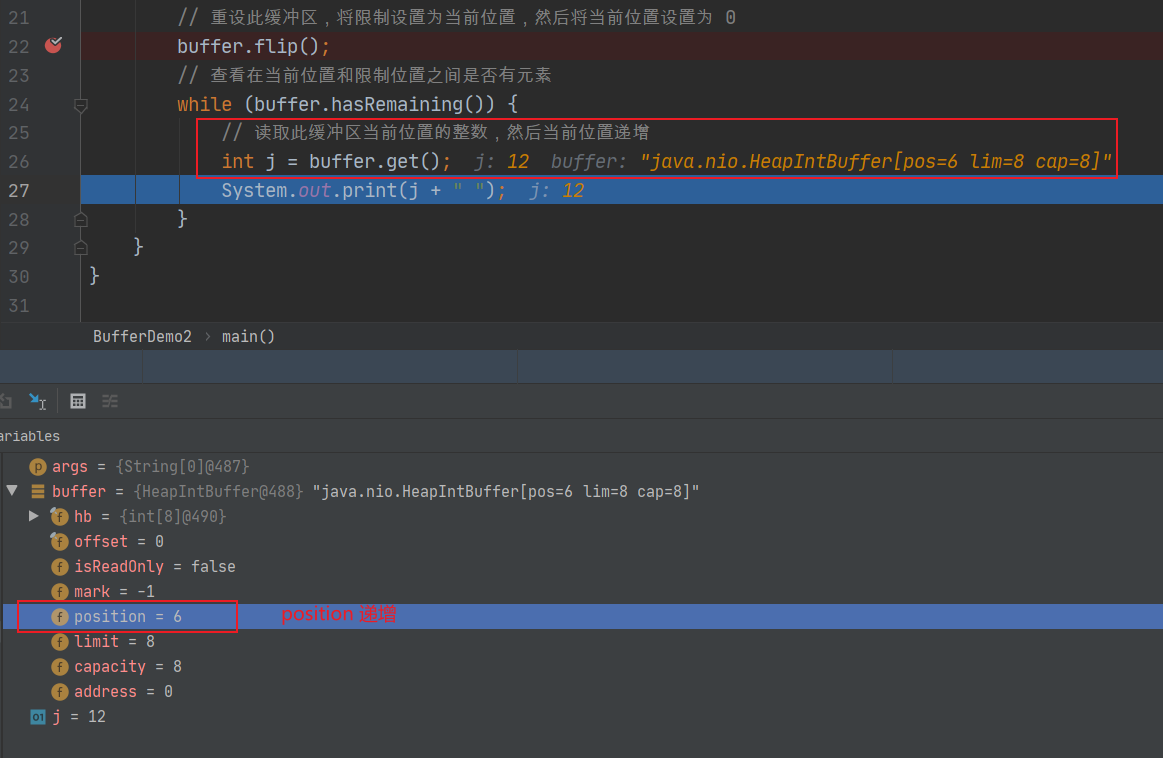 21 // 重设此缓冲区，将限制设置为当前位置，然后将当前位置设置为 0
22 buffer.flip();
23 // 查看在当前位置和限制位置之间是否有元素
24 while (buffer.hasRemaining()) {
25 // 读取此缓冲区当前位置的整数，然后当前位置递增
26 int j = buffer.get(); j: 12 buffer: "java.nio.HeapIntBuffer[pos=6 lim=8 cap=8]"
27 System.out.print(j + " "); j: 12
28 }
29 }
30 }
31
BufferDemo2 › main()
ariables
p args = {String[0]@487}
buffer = {HeapIntBuffer@488} "java.nio.HeapIntBuffer[pos=6 lim=8 cap=8]"
f hb = {int[8]@490}
f offset = 0
f isReadOnly = false
f mark = -1
f position = 6 position 递增
f limit = 8
f capacity = 8
f address = 0
01 j = 12